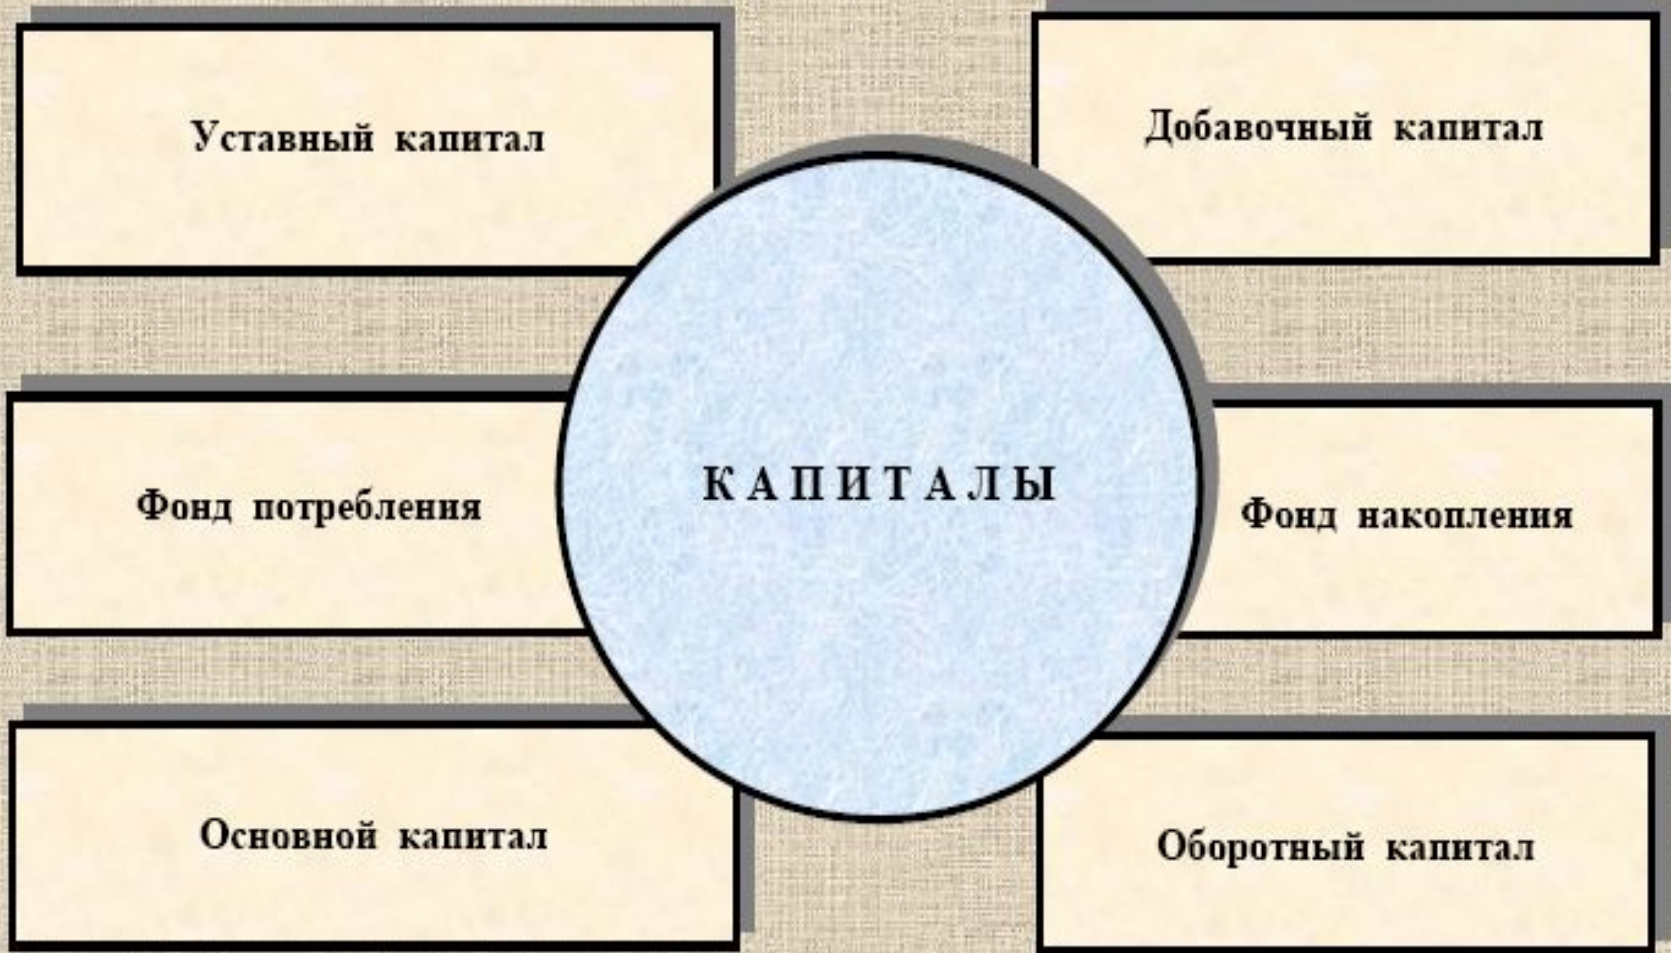 Уставный капитал
Добавочный капитал
КАПИТАЛЫ
Фонд потребления
Фонд накопления
Основной капитал
Оборотный капитал